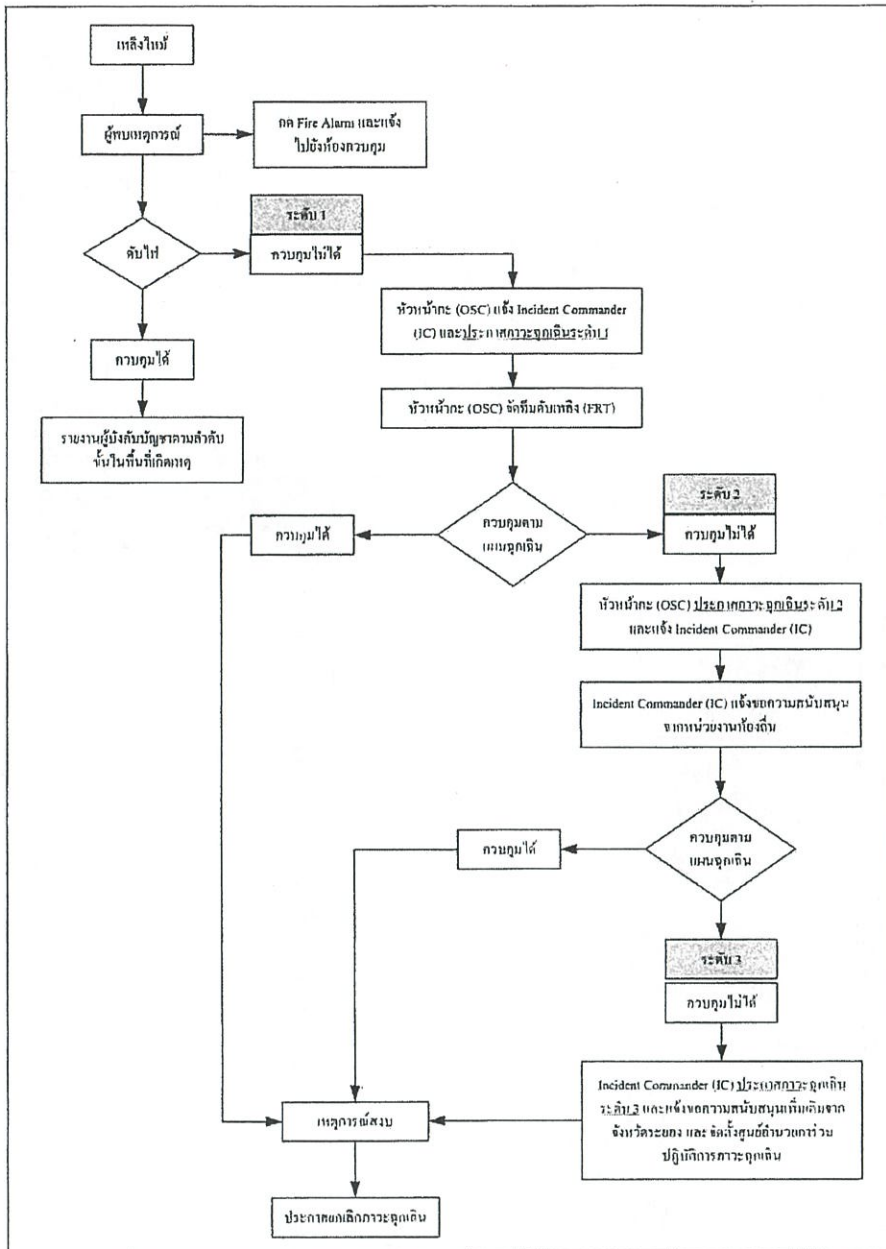 เพลิงไหม้
ผู้พบเหตุการณ์
กด Fire Alarm และแจ้ง
ไปยังห้องควบคุม
ระดับ 1
ดับไฟ
ควบคุมไม่ได้
หัวหน้ากะ (OSC) แจ้ง Incident Commander
(IC) และประกาศภาวะฉุกเฉินระดับ 1
ควบคุมได้
หัวหน้ากะ (OSC) จัดทีมดับเพลิง (FRT)
รายงานผู้บังคับบัญชาตามลำดับ
ขั้นในพื้นที่เกิดเหตุ
ระดับ 2
ควบคุมได้
ควบคุมตาม
แผนฉุกเฉิน
ควบคุมไม่ได้
หัวหน้ากะ (OSC) ประกาศภาวะฉุกเฉินระดับ 2
และแจ้ง Incident Commander (IC)
Incident Commander (IC) แจ้งขอความสนับสนุน
จากหน่วยงานท้องถิ่น
ควบคุมได้
ควบคุมตาม
แผนฉุกเฉิน
ระดับ 3
ควบคุมไม่ได้
Incident Commander (IC) ประกาศภาวะฉุกเฉิน
ระดับ 3 และแจ้งขอความสนับสนุนเพิ่มเติมจาก
จังหวัดระยอง และ จัดตั้งศูนย์อำนวยการร่วม
ปฏิบัติการภาวะฉุกเฉิน
เหตุการณ์สงบ
ประกาศยกเลิกภาวะฉุกเฉิน